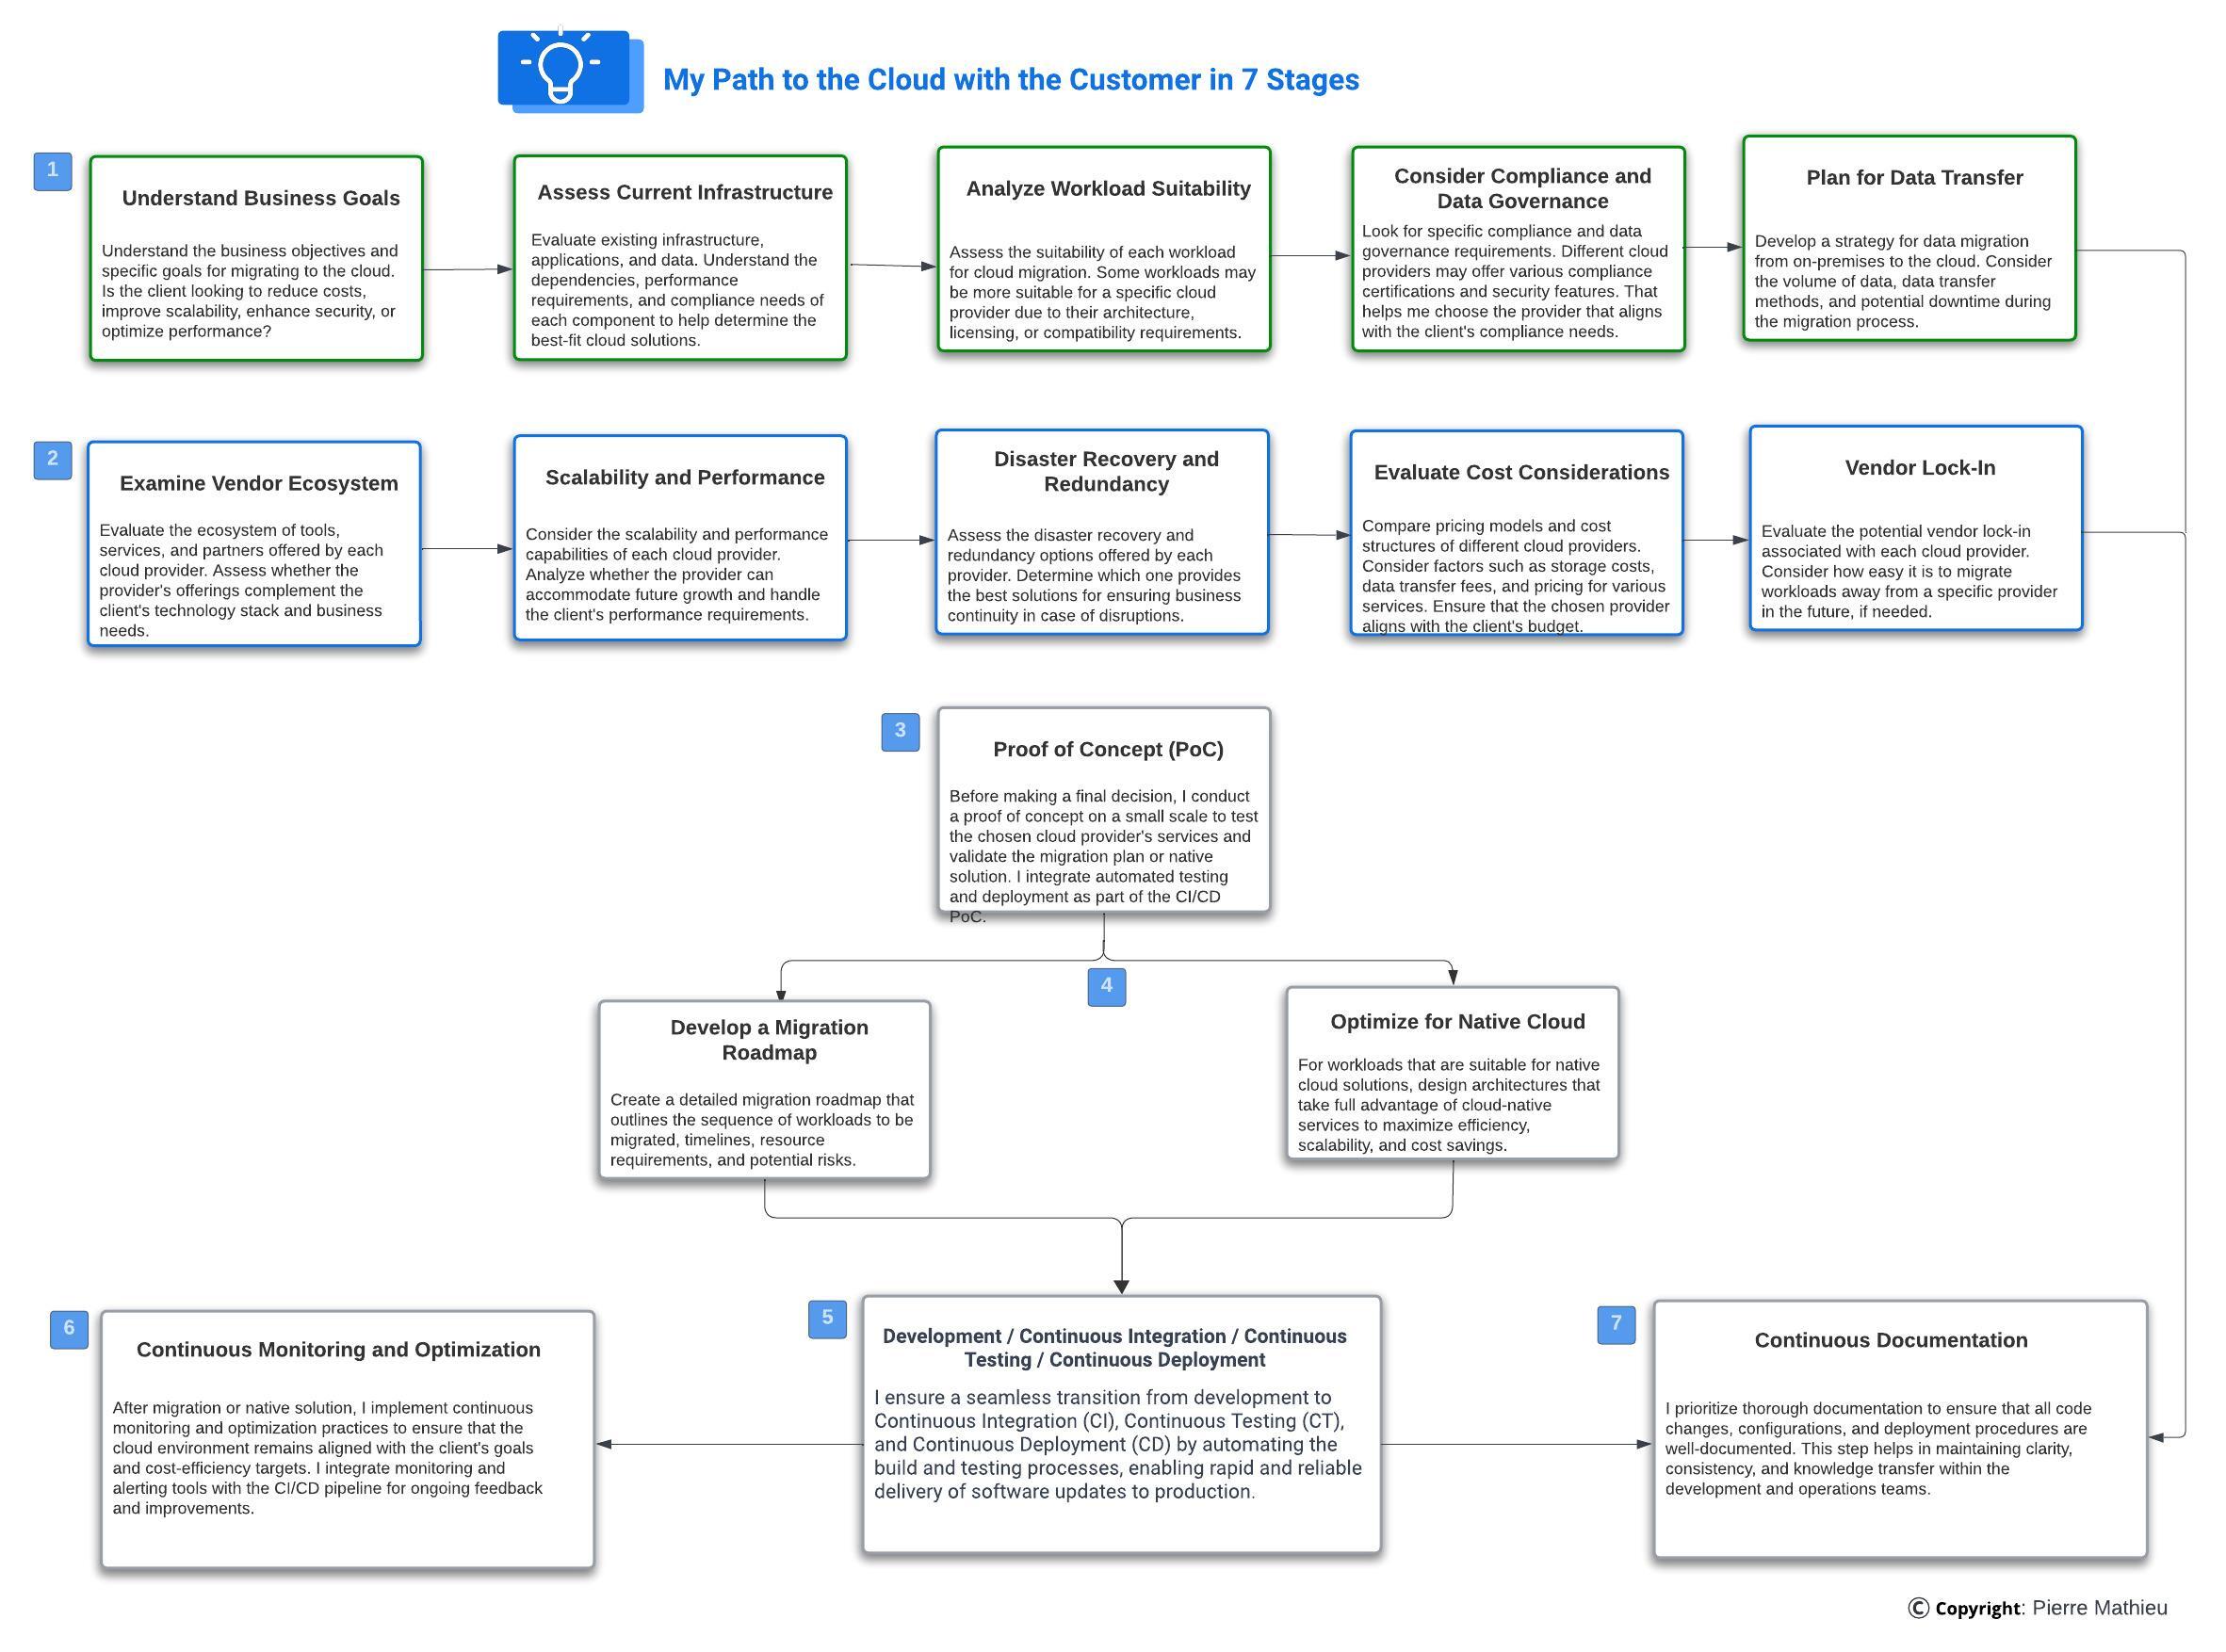 My Path to the Cloud with the Customer in 7 Stages
1
Understand Business Goals
Understand the business objectives and
specific goals for migrating to the cloud.
Is the client looking to reduce costs,
improve scalability, enhance security, or
optimize performance?
Assess Current Infrastructure
Evaluate existing infrastructure,
applications, and data. Understand the
dependencies, performance
requirements, and compliance needs of
each component to help determine the
best-fit cloud solutions.
Analyze Workload Suitability
Assess the suitability of each workload
for cloud migration. Some workloads may
be more suitable for a specific cloud
provider due to their architecture,
licensing, or compatibility requirements.
Consider Compliance and
Data Governance
Look for specific compliance and data
governance requirements. Different cloud
providers may offer various compliance
certifications and security features. That
helps me choose the provider that aligns
with the client's compliance needs.
Plan for Data Transfer
Develop a strategy for data migration
from on-premises to the cloud. Consider
the volume of data, data transfer
methods, and potential downtime during
the migration process.
2
Examine Vendor Ecosystem
Evaluate the ecosystem of tools,
services, and partners offered by each
cloud provider. Assess whether the
provider's offerings complement the
client's technology stack and business
needs.
Scalability and Performance
Consider the scalability and performance
capabilities of each cloud provider.
Analyze whether the provider can
accommodate future growth and handle
the client's performance requirements.
Disaster Recovery and
Redundancy
Assess the disaster recovery and
redundancy options offered by each
provider. Determine which one provides
the best solutions for ensuring business
continuity in case of disruptions.
Evaluate Cost Considerations
Compare pricing models and cost
structures of different cloud providers.
Consider factors such as storage costs,
data transfer fees, and pricing for various
services. Ensure that the chosen provider
aligns with the client's budget.
Vendor Lock-In
Evaluate the potential vendor lock-in
associated with each cloud provider.
Consider how easy it is to migrate
workloads away from a specific provider
in the future, if needed.
3
Proof of Concept (PoC)
Before making a final decision, I conduct
a proof of concept on a small scale to test
the chosen cloud provider's services and
validate the migration plan or native
solution. I integrate automated testing
and deployment as part of the CI/CD
PoC.
4
Develop a Migration
Roadmap
Create a detailed migration roadmap that
outlines the sequence of workloads to be
migrated, timelines, resource
requirements, and potential risks.
Optimize for Native Cloud
For workloads that are suitable for native
cloud solutions, design architectures that
take full advantage of cloud-native
services to maximize efficiency,
scalability, and cost savings.
6
Continuous Monitoring and Optimization
After migration or native solution, I implement continuous
monitoring and optimization practices to ensure that the
cloud environment remains aligned with the client's goals
and cost-efficiency targets. I integrate monitoring and
alerting tools with the CI/CD pipeline for ongoing feedback
and improvements.
5
Development / Continuous Integration / Continuous
Testing / Continuous Deployment
I ensure a seamless transition from development to
Continuous Integration (CI), Continuous Testing (CT),
and Continuous Deployment (CD) by automating the
build and testing processes, enabling rapid and reliable
delivery of software updates to production.
7
Continuous Documentation
I prioritize thorough documentation to ensure that all code
changes, configurations, and deployment procedures are
well-documented. This step helps in maintaining clarity,
consistency, and knowledge transfer within the
development and operations teams.
© Copyright: Pierre Mathieu